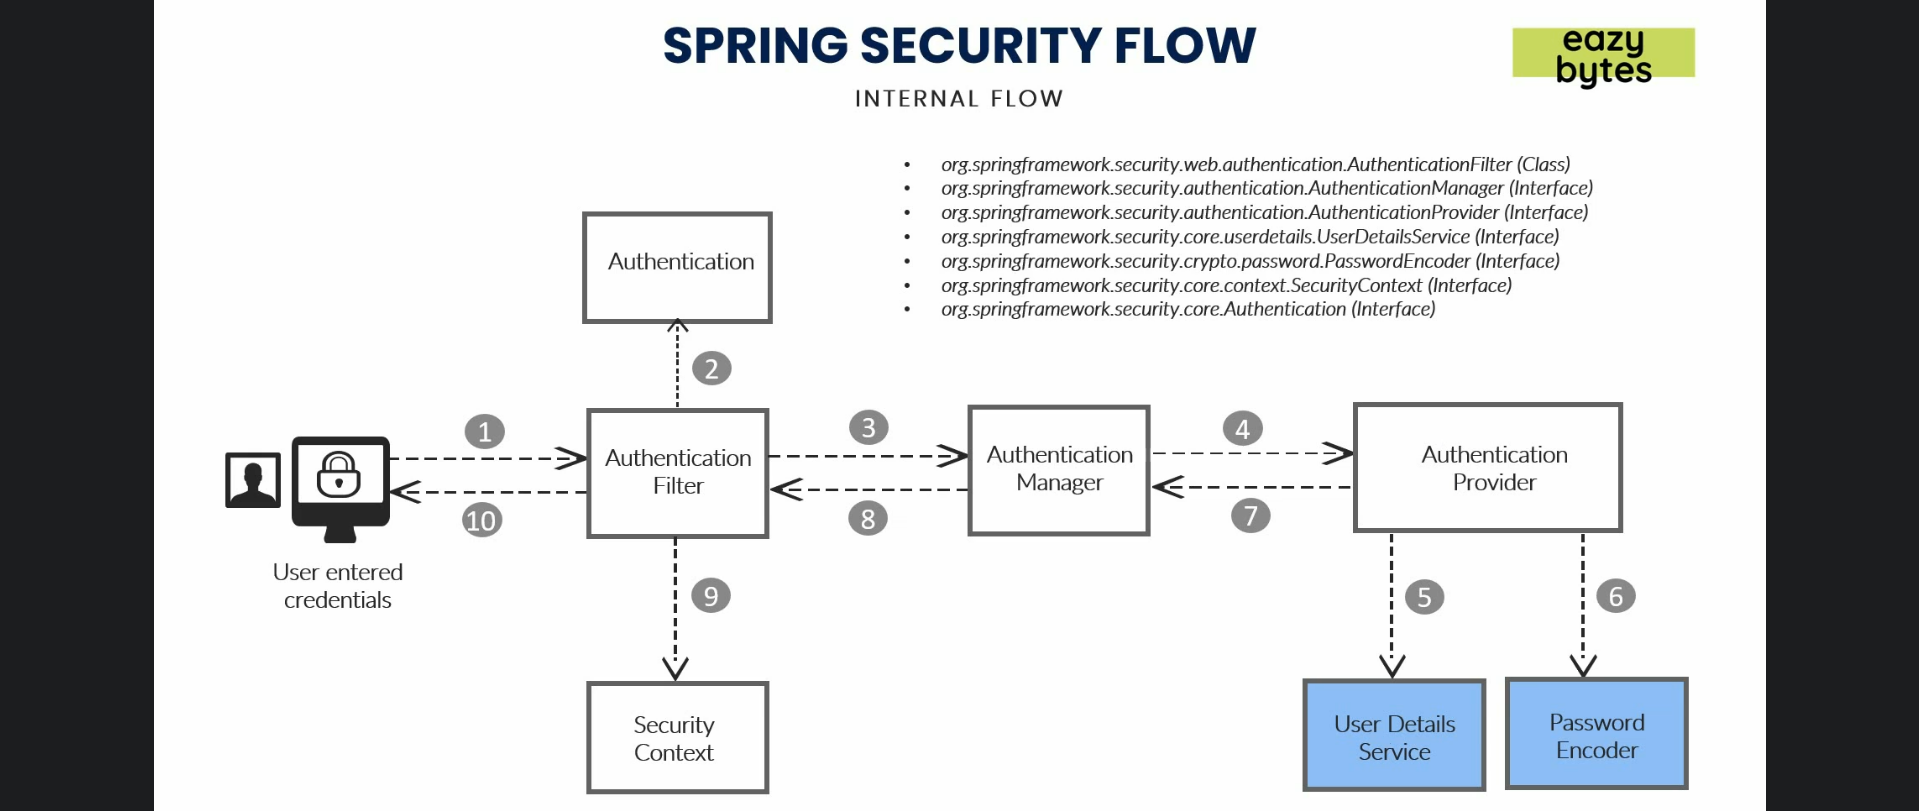 SPRING SECURITY FLOW
INTERNAL FLOW
eazy
bytes
• org.springframework.security.web.authentication.AuthenticationFilter (Class)
• org.springframework.security.authentication.AuthenticationManager (Interface)
• org.springframework.security.authentication.AuthenticationProvider (Interface)
• org.springframework.security.core.userdetails.UserDetailsService (Interface)
• org.springframework.security.crypto.password.PasswordEncoder (Interface)
• org.springframework.security.core.context.SecurityContext (Interface)
• org.springframework.security.core.Authentication (Interface)
Authentication
2
1
3
4
Authentication
Filter
Authentication
Manager
Authentication
Provider
10
8
7
User entered
credentials
9
5
6
Security
Context
User Details
Service
Password
Encoder